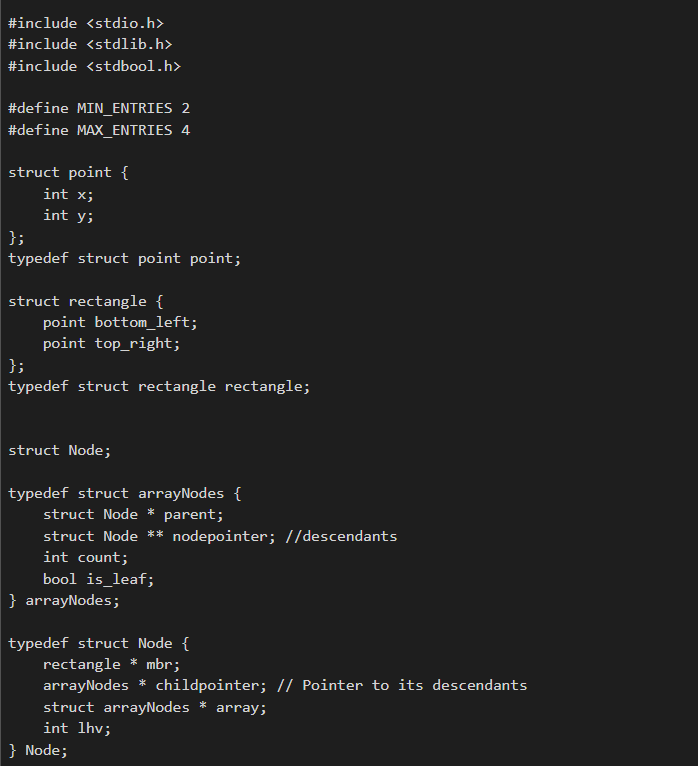 #include <stdio.h>
#include <stdlib.h>
#include <stdbool.h>
#define MIN_ENTRIES 2
#define MAX_ENTRIES 4
struct point {
    int x;
    int y;
};
typedef struct point point;
struct rectangle {
    point bottom_left;
    point top_right;
};
typedef struct rectangle rectangle;
struct Node;
typedef struct arrayNodes {
    struct Node * parent;
    struct Node ** nodepointer; //descendants
    int count;
    bool is_leaf;
} arrayNodes;
typedef struct Node {
    rectangle * mbr;
    arrayNodes * childpointer; // Pointer to its descendants
    struct arrayNodes * array;
    int lhv;
} Node;